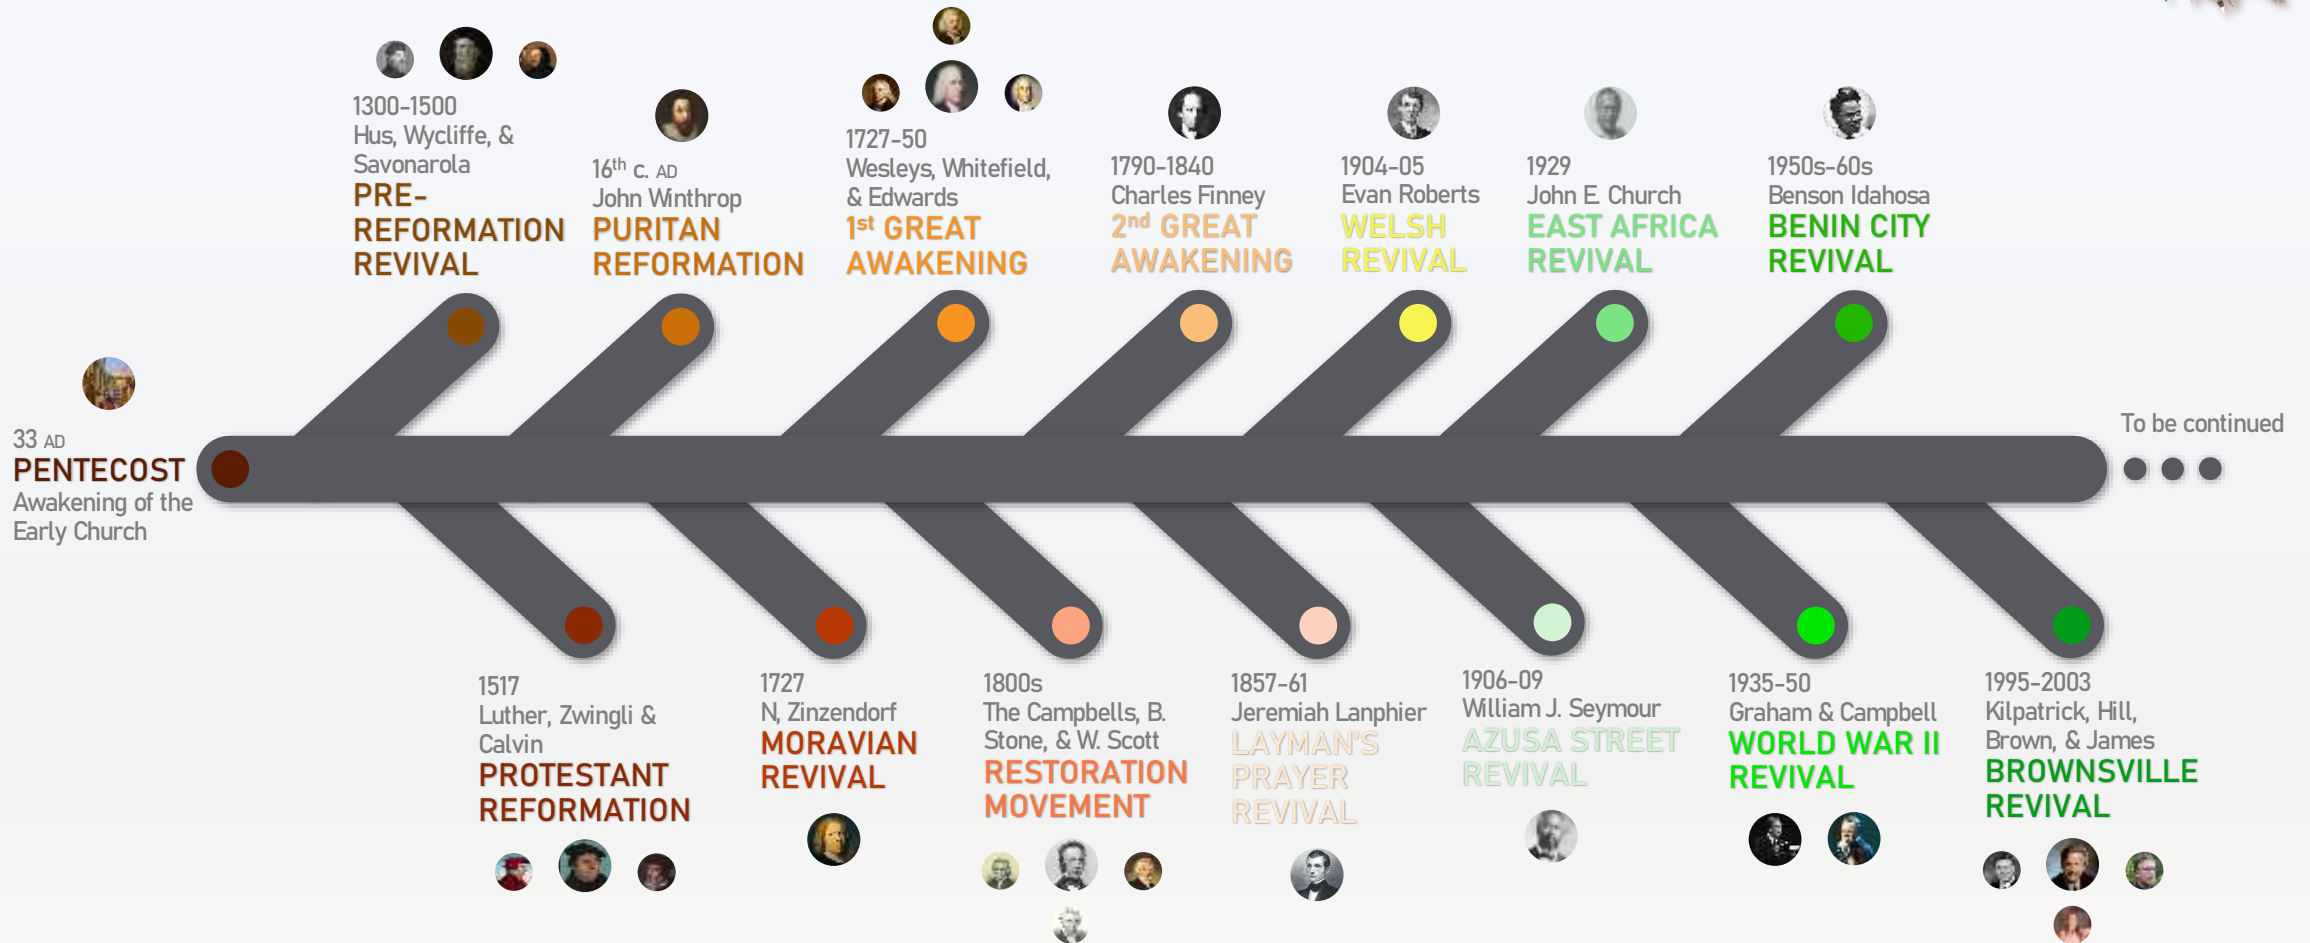 33 AD
PENTECOST
Awakening of the
Early Church
1300-1500
Hus, Wycliffe, &
Savonarola
PRE-
REFORMATION
REVIVAL
16th c. AD
John Winthrop
PURITAN
REFORMATION
1727-50
Wesleys, Whitefield,
& Edwards
1st GREAT
AWAKENING
1790-1840
Charles Finney
2nd GREAT
AWAKENING
1904-05
Evan Roberts
WELSH
REVIVAL
1929
John E. Church
EAST AFRICA
REVIVAL
1950s-60s
Benson Idahosa
BENIN CITY
REVIVAL
To be continued
1517
Luther, Zwingli &
Calvin
PROTESTANT
REFORMATION
1727
N, Zinzendorf
MORAVIAN
REVIVAL
1800s
The Campbells, B.
Stone, & W. Scott
RESTORATION
MOVEMENT
1857-61
Jeremiah Lanphier
LAYMAN'S
PRAYER
REVIVAL
1906-09
William J. Seymour
AZUSA STREET
REVIVAL
1935-50
Graham & Campbell
WORLD WAR II
REVIVAL
1995-2003
Kilpatrick, Hill,
Brown, & James
BROWNSVILLE
REVIVAL